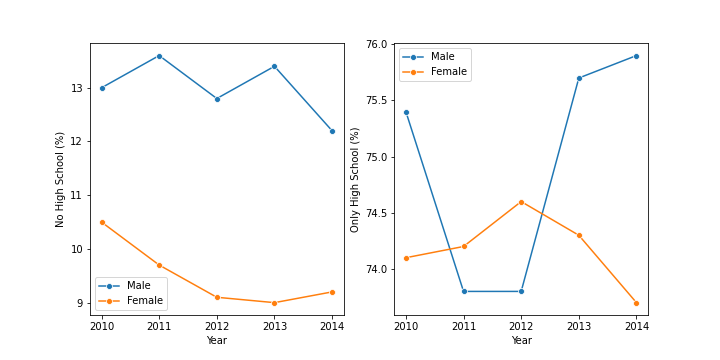 No High School (%)
13
12
11
10
9
Male
Female
2010 2011 2012 2013 2014
Year
Only High School (%)
76.0
75.5
75.0
74.5
74.0
Male
Female
2010 2011 2012 2013 2014
Year